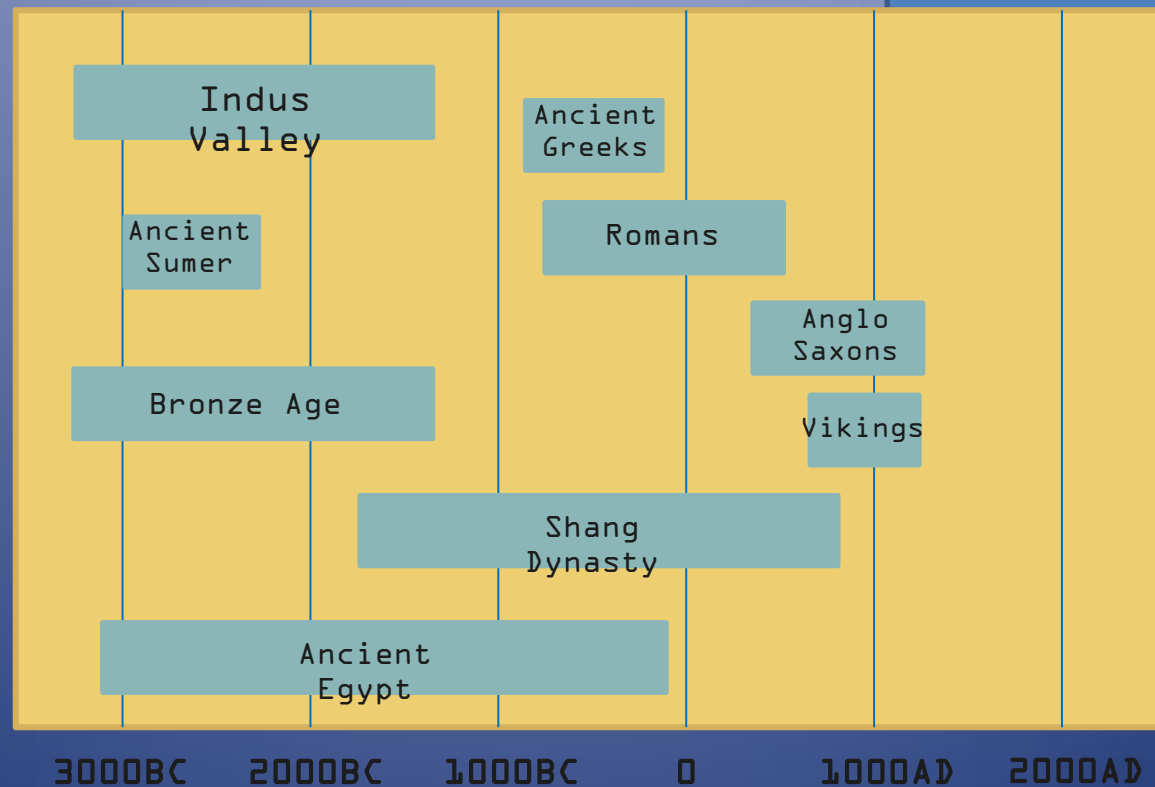 Indus
Valley
Ancient
Greeks
Ancient
Sumer
Romans
Anglo
Saxons
Bronze Age
Vikings
Shang
Dynasty
Ancient
Egypt
3000BC 2000BC 1000BC 0 1000AD 2000AD